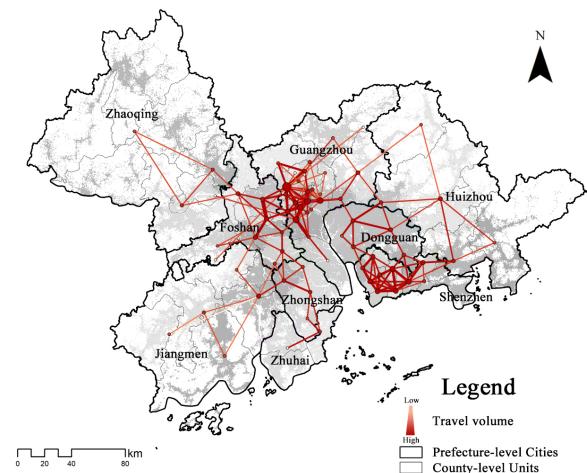 N
Zhaoqing
Guangzhou
Huizhou
Foshan
Dongguan
Shenzhen
Zhongshan
Jiangmen
Zhuhai
Legend
Low
Travel volume
High
Prefecture-level Cities
County-level Units
0 20 40 80
km